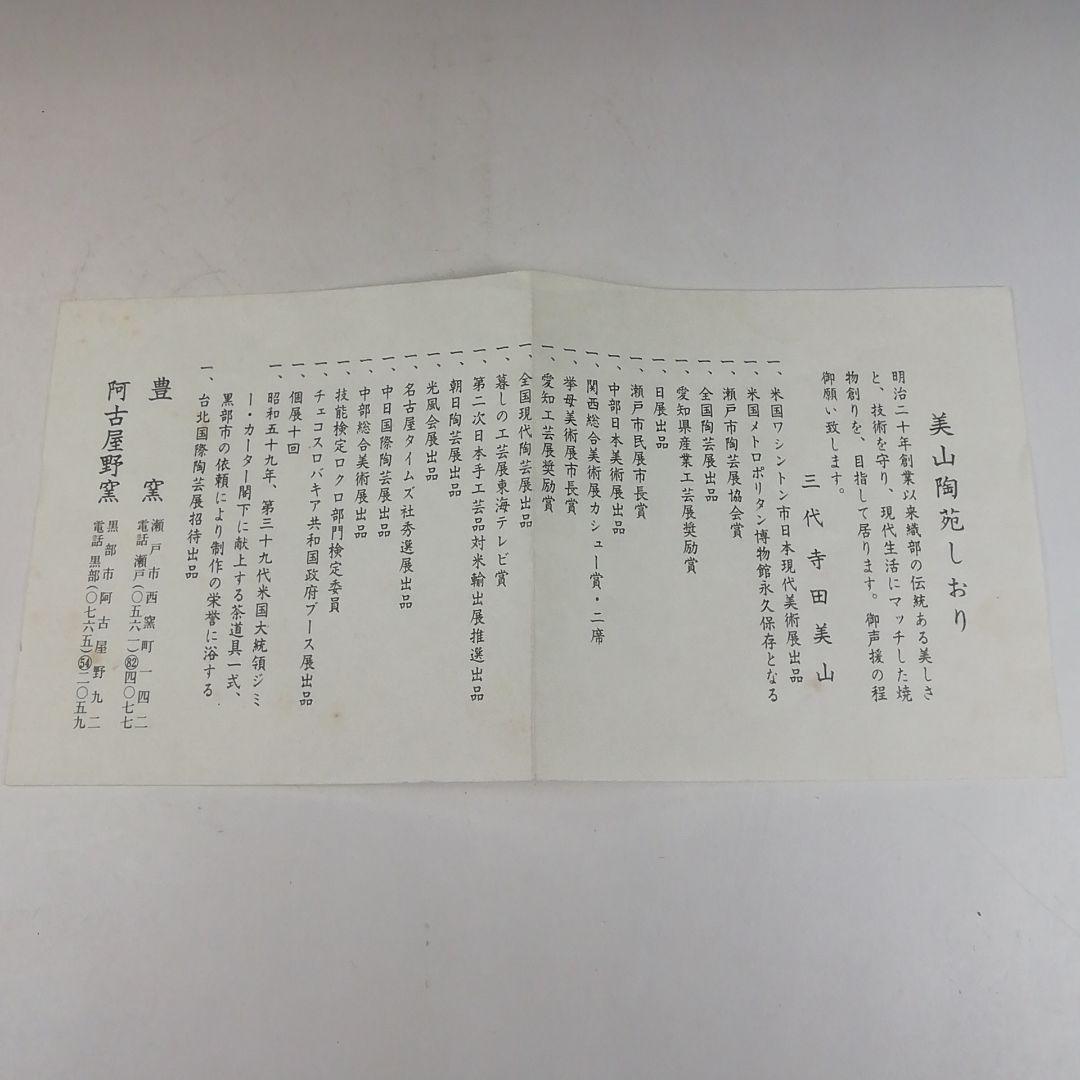 美山陶苑しおり
明治二十年創業以来織部の伝統ある美しさ
と、技術を守り、現代生活にマッチした焼
物創りを、目指して居ります。御声援の程
御願い致します。
三代 寺田美山
一、米国ワシントン市日本現代美術展出品
一、米国メトロポリタン博物館永久保存となる
一、瀬戸市陶芸展協会賞
一、全国陶芸展出品
一、愛知県産業工芸展奨励賞
一、日展出品
一、瀬戸市民展市長賞
一、中部日本美術展出品
一、関西総合美術展カシュー賞・二席
一、挙母美術展市長賞
一、愛知工芸展奨励賞
一、全国現代陶芸展出品
一、暮しの工芸展東海テレビ賞
一、第二次日本手工芸品対米輸出展推選出品
一、朝日陶芸展出品
一、光風会展出品
一、名古屋タイムズ社秀選展出品
一、中日国際陶芸展出品
一、中部総合美術展出品
一、技能検定ロクロ部門検定委員
一、チェコスロバキア共和国政府ブース展出品
一、個展十回
一、昭和五十九年、第三十九代米国大統領ジミ
ー・カーター閣下に献上する茶道具一式、
黒部市の依頼により制作の栄誉に浴する.
一、台北国際陶芸展招待出品
豊窯 瀬戸市西窯町一四二
電話 瀬戸(〇五六一)㉒四〇七七
阿古屋野窯 黒部市阿古屋野九二
電話 黒部(〇七六五)54二〇五九